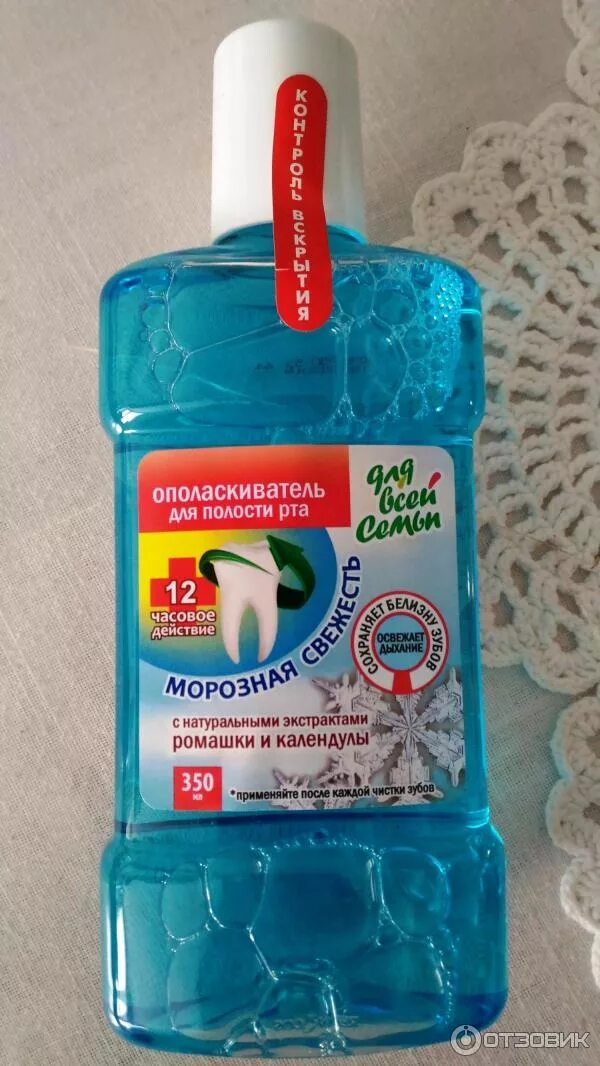 КОНТРОЛЬ ВСКРЫТИЯ
ОПОЛАСКИВАТЕЛЬ
ДЛЯ ПОЛОСТИ РТА
для
всей
семьи
12
ЧАСОВОЕ
ДЕЙСТВИЕ
МОРОЗНАЯ СВЕЖЕСТЬ
СОХРАНЯЕТ БЕЛИЗНУ ЗУБОВ
ОСВЕЖАЕТ
ДЫХАНИЕ
с натуральными экстрактами
РОМАШКИ И КАЛЕНДУЛЫ
350
мл
*применяйте после каждой чистки зубов
ОТЗОВИК